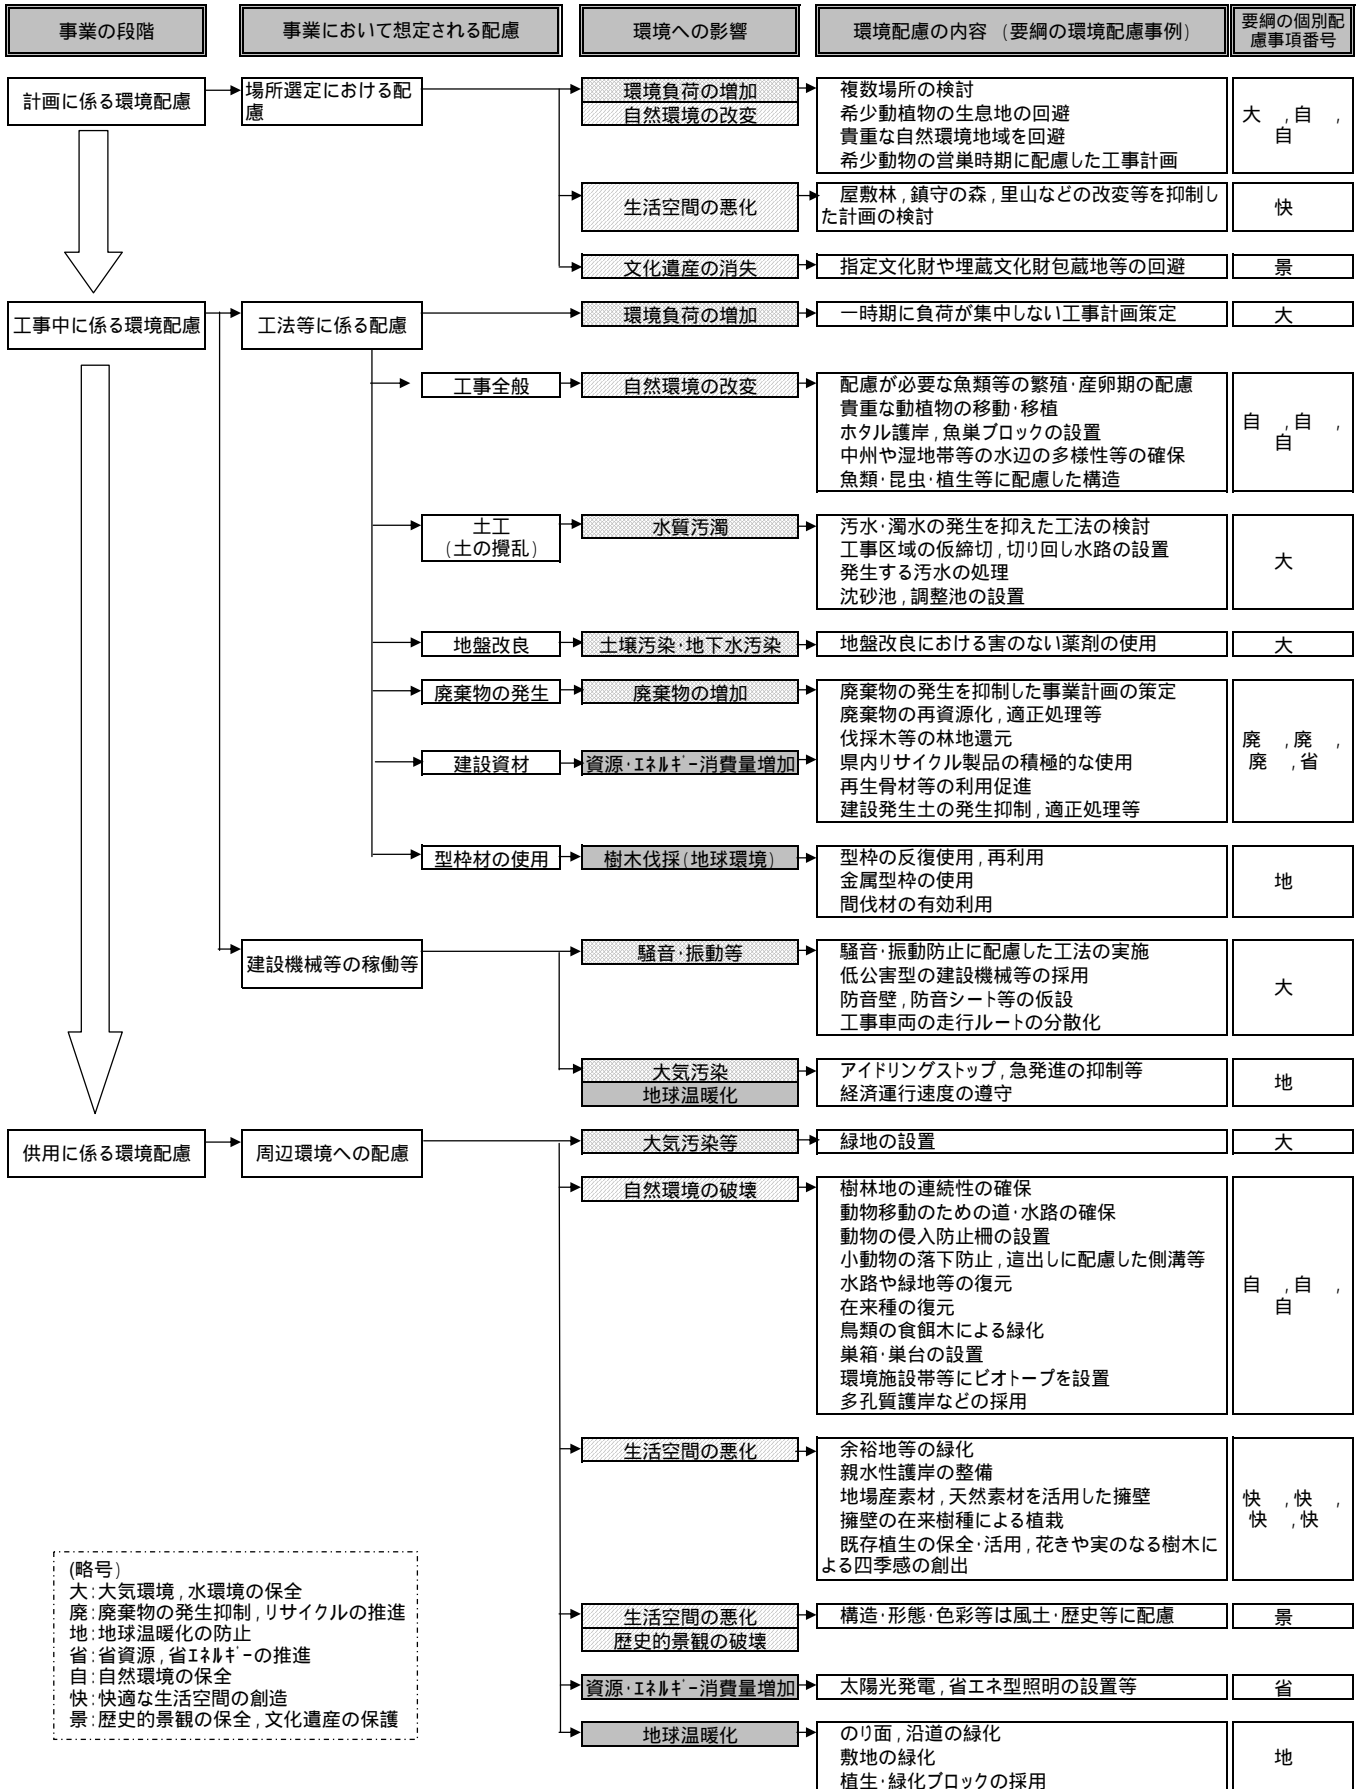 事業の段階
事業において想定される配慮
環境への影響
環境配慮の内容 (要綱の環境配慮事例)
要綱の個別配
慮事項番号
計画に係る環境配慮
場所選定における配
慮
環境負荷の増加
自然環境の改変
複数場所の検討
希少動植物の生息地の回避
貴重な自然環境地域を回避
希少動物の営巣時期に配慮した工事計画
大 ,自 ,
自
生活空間の悪化
屋敷林,鎮守の森,里山などの改変等を抑制し
た計画の検討
快
文化遺産の消失
指定文化財や埋蔵文化財包蔵地等の回避
景
工事中に係る環境配慮
工法等に係る配慮
環境負荷の増加
一時期に負荷が集中しない工事計画策定
大
工事全般
自然環境の改変
配慮が必要な魚類等の繁殖・産卵期の配慮
貴重な動植物の移動・移植
ホタル護岸,魚巣ブロックの設置
中州や湿地帯等の水辺の多様性等の確保
魚類・昆虫・植生等に配慮した構造
自 ,自 ,
自
土工
(土の攪乱)
水質汚濁
汚水・濁水の発生を抑えた工法の検討
工事区域の仮締切,切り回し水路の設置
発生する汚水の処理
沈砂池,調整池の設置
大
地盤改良
土壌汚染・地下水汚染
地盤改良における害のない薬剤の使用
大
廃棄物の発生
廃棄物の増加
廃棄物の発生を抑制した事業計画の策定
廃棄物の再資源化,適正処理等
伐採木等の林地還元
県内リサイクル製品の積極的な使用
再生骨材等の利用促進
建設発生土の発生抑制,適正処理等
廃 ,廃 ,
廃 ,省
建設資材
資源・エネルギー消費量増加
型枠材の使用
樹木伐採(地球環境)
型枠の反復使用,再利用
金属型枠の使用
間伐材の有効利用
地
建設機械等の稼働等
騒音・振動等
騒音・振動防止に配慮した工法の実施
低公害型の建設機械等の採用
防音壁,防音シート等の仮設
工事車両の走行ルートの分散化
大
大気汚染
地球温暖化
アイドリングストップ,急発進の抑制等
経済運行速度の遵守
地
供用に係る環境配慮
周辺環境への配慮
大気汚染等
緑地の設置
大
自然環境の破壊
樹林地の連続性の確保
動物移動のための道・水路の確保
動物の侵入防止柵の設置
小動物の落下防止,這出しに配慮した側溝等
水路や緑地等の復元
在来種の復元
鳥類の食餌木による緑化
巣箱・巣台の設置
環境施設帯等にビオトープを設置
多孔質護岸などの採用
自 ,自 ,
自
生活空間の悪化
余裕地等の緑化
親水性護岸の整備
地場産素材,天然素材を活用した擁壁
擁壁の在来樹種による植栽
既存植生の保全・活用,花きや実のなる樹木に
よる四季感の創出
快 ,快 ,
快 ,快
生活空間の悪化
歴史的景観の破壊
構造・形態・色彩等は風土・歴史等に配慮
景
資源・エネルギー消費量増加
太陽光発電,省エネ型照明の設置等
省
地球温暖化
のり面,沿道の緑化
敷地の緑化
植生・緑化ブロックの採用
地
(略号)
大:大気環境,水環境の保全
廃:廃棄物の発生抑制,リサイクルの推進
地:地球温暖化の防止
省:省資源,省エネルギーの推進
自:自然環境の保全
快:快適な生活空間の創造
景:歴史的景観の保全,文化遺産の保護